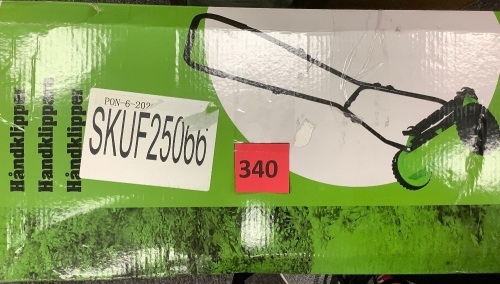 Håndklipper
Handklippare
Håndklipper
PON-6-202
SKUF25066
340